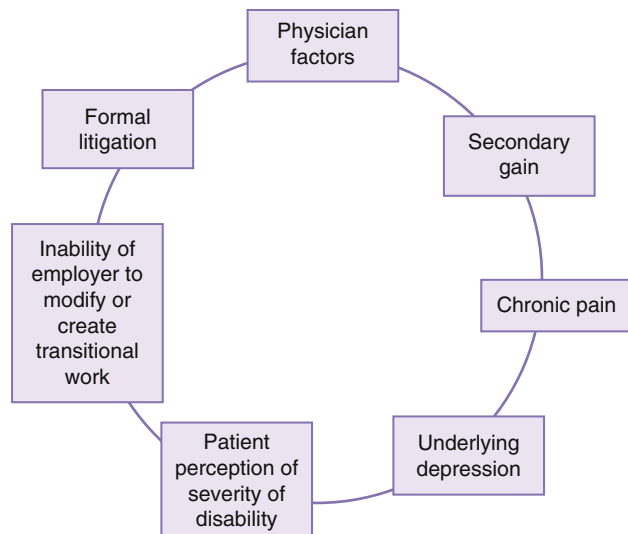 Physician
factors
Secondary
gain
Chronic pain
Underlying
depression
Patient
perception of
severity of
disability
Inability of
employer to
modify or
create
transitional
work
Formal
litigation